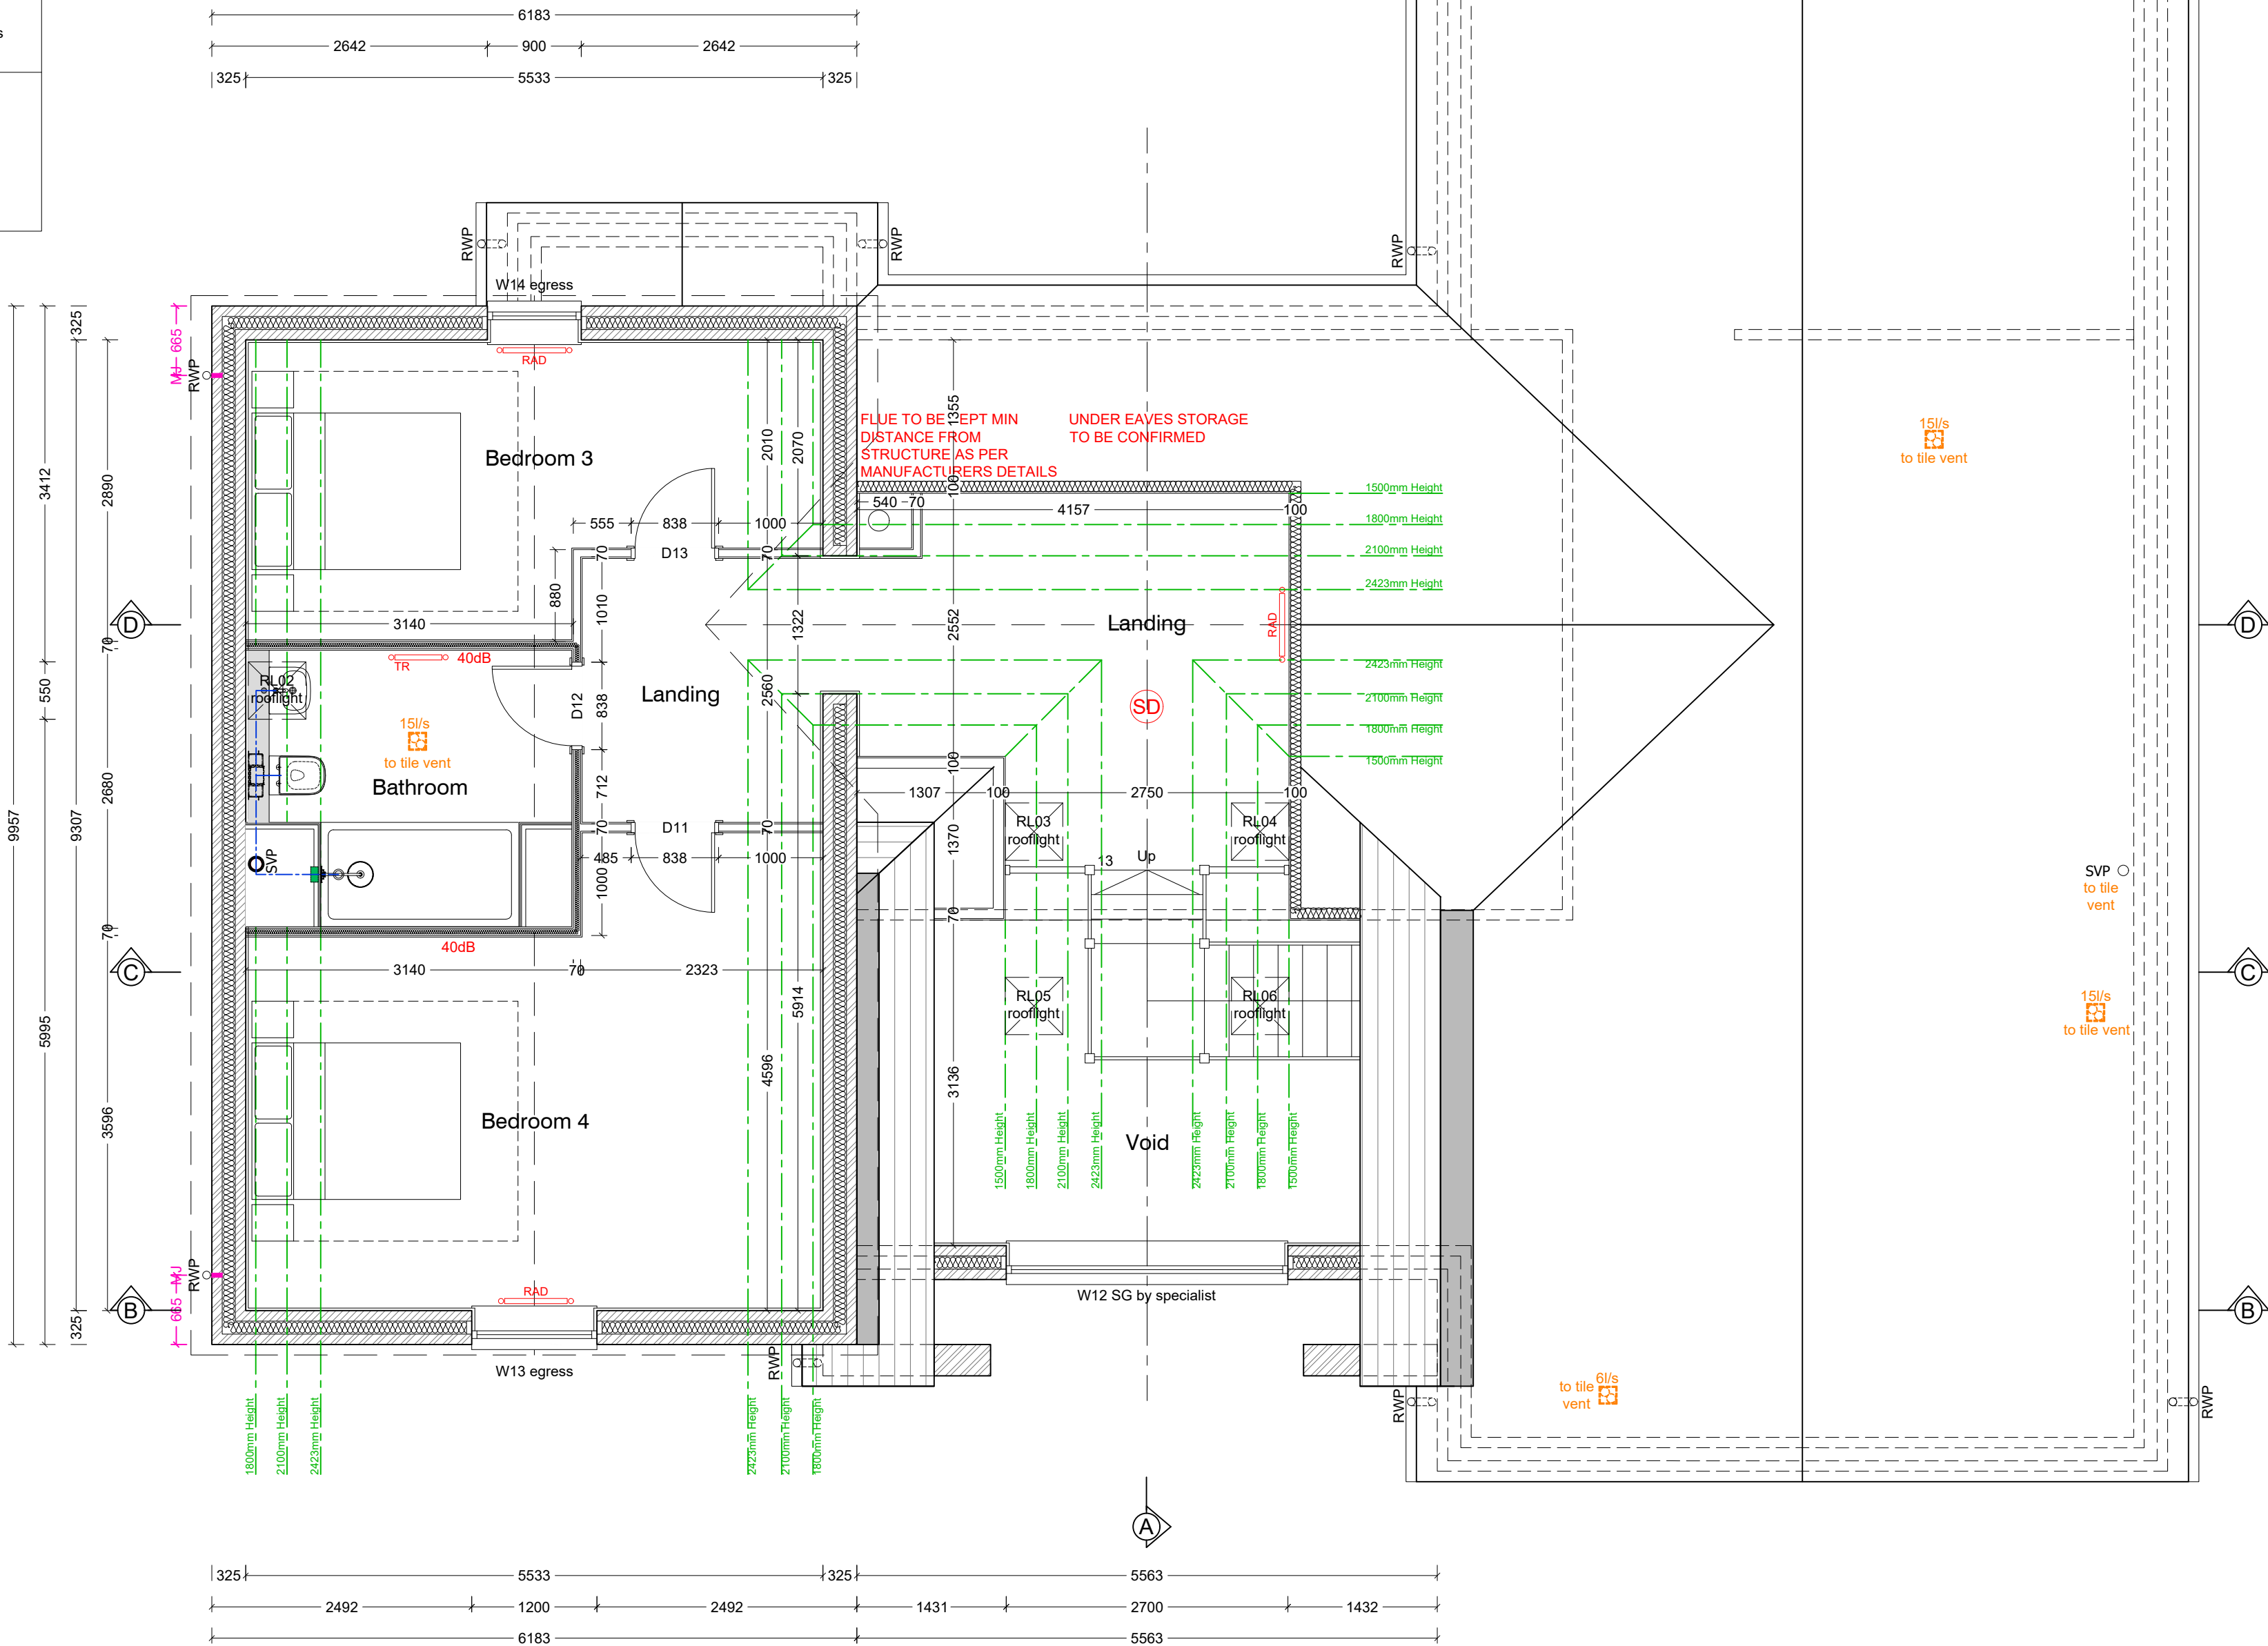 s
6183
2642
900
2642
325
5533
325
RWP
RWP
RWP
W14 egress
325
MJ
665
RWP
RAD
FLUE TO BE KEPT MIN
DISTANCE FROM
STRUCTURE AS PER
MANUFACTURERS DETAILS
UNDER EAVES STORAGE
TO BE CONFIRMED
1355
15l/s
to tile vent
Bedroom 3
2010
2070
3412
2890
100
1500mm Height
540
70
4157
100
1800mm Height
555
838
1000
70
D13
70
2100mm Height
880
1010
2423mm Height
D
3140
1322
2552
Landing
RAD
D
70
TR
40dB
2423mm Height
RL02
rooflight
550
Landing
2560
2100mm Height
D12
838
SD
15l/s
to tile vent
1800mm Height
100
1500mm Height
2680
Bathroom
712
1307
100
2750
100
9957
9307
RL03
rooflight
RL04
rooflight
70
D11
70
1370
485
838
1000
13
Up
SVP
SVP
to tile
vent
1000
70
70
40dB
C
3140
70
2323
C
RL05
rooflight
RL06
rooflight
15l/s
to tile vent
5914
5995
4596
3136
3596
Bedroom 4
Void
1500mm Height
1800mm Height
2100mm Height
2423mm Height
2423mm Height
2100mm Height
1800mm Height
1500mm Height
MJ
665
RWP
RAD
B
B
W12 SG by specialist
325
RWP
W13 egress
6l/s
to tile
vent
RWP
RWP
1800mm Height
2100mm Height
2423mm Height
2423mm Height
2100mm Height
1800mm Height
A
325
5533
325
5563
2492
1200
2492
1431
2700
1432
6183
5563